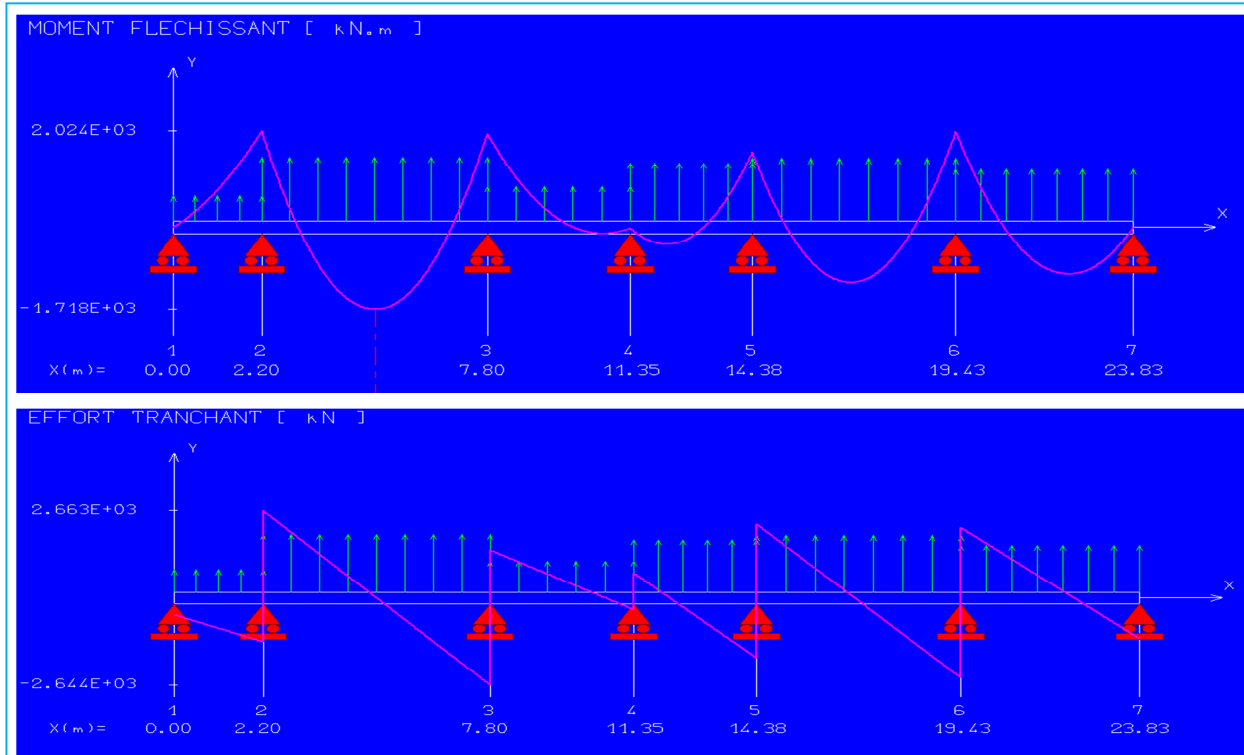 MOMENT FLECHISSANT [ kN.m ]
Y
2.024E+03
X
-1.718E+03
1 2 3 4 5 6 7
X(m)= 0.00 2.20 7.80 11.35 14.38 19.43 23.83
EFFORT TRANCHANT [ kN ]
Y
2.663E+03
X
-2.644E+03
1 2 3 4 5 6 7
X(m)= 0.00 2.20 7.80 11.35 14.38 19.43 23.83